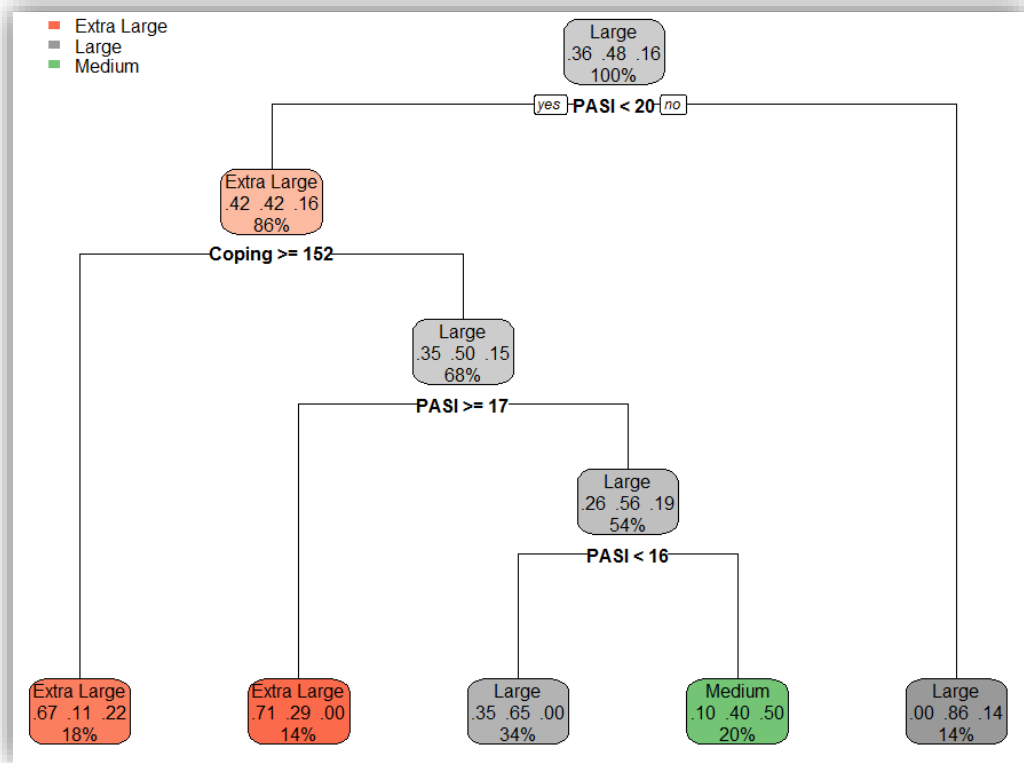 Extra Large
Large
Medium
Large
.36 .48 .16
100%
yes PASI < 20 no
Extra Large
.42 .42 .16
86%
Coping >= 152
Large
.35 .50 .15
68%
PASI >= 17
Large
.26 .56 .19
54%
PASI < 16
Extra Large
.67 .11 .22
18%
Extra Large
.71 .29 .00
14%
Large
.35 .65 .00
34%
Medium
.10 .40 .50
20%
Large
.00 .86 .14
14%